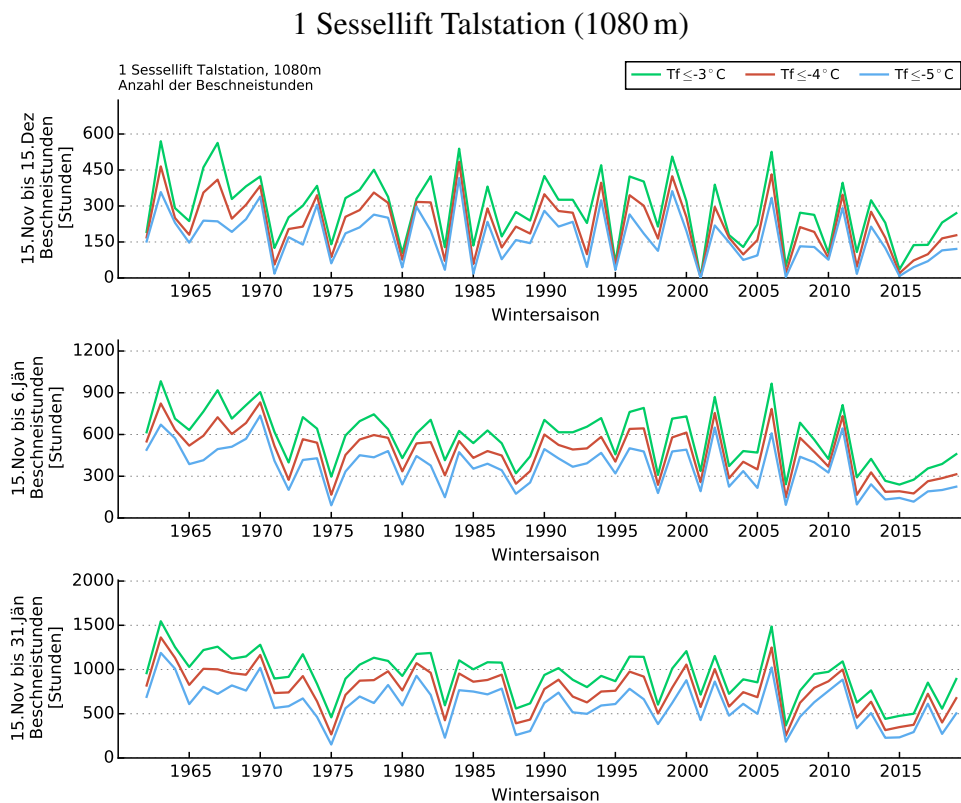 1 Sessellift Talstation (1080 m)
1 Sessellift Talstation, 1080m
Anzahl der Beschneistunden
Tf≤-3°C Tf≤-4°C Tf≤-5°C
15.Nov bis 15.Dez
Beschneistunden
[Stunden]
600
450
300
150
0
1965 1970 1975 1980 1985 1990 1995 2000 2005 2010 2015
Wintersaison
15.Nov bis 6.Jän
Beschneistunden
[Stunden]
1200
900
600
300
0
1965 1970 1975 1980 1985 1990 1995 2000 2005 2010 2015
Wintersaison
15.Nov bis 31.Jän
Beschneistunden
[Stunden]
2000
1500
1000
500
0
1965 1970 1975 1980 1985 1990 1995 2000 2005 2010 2015
Wintersaison